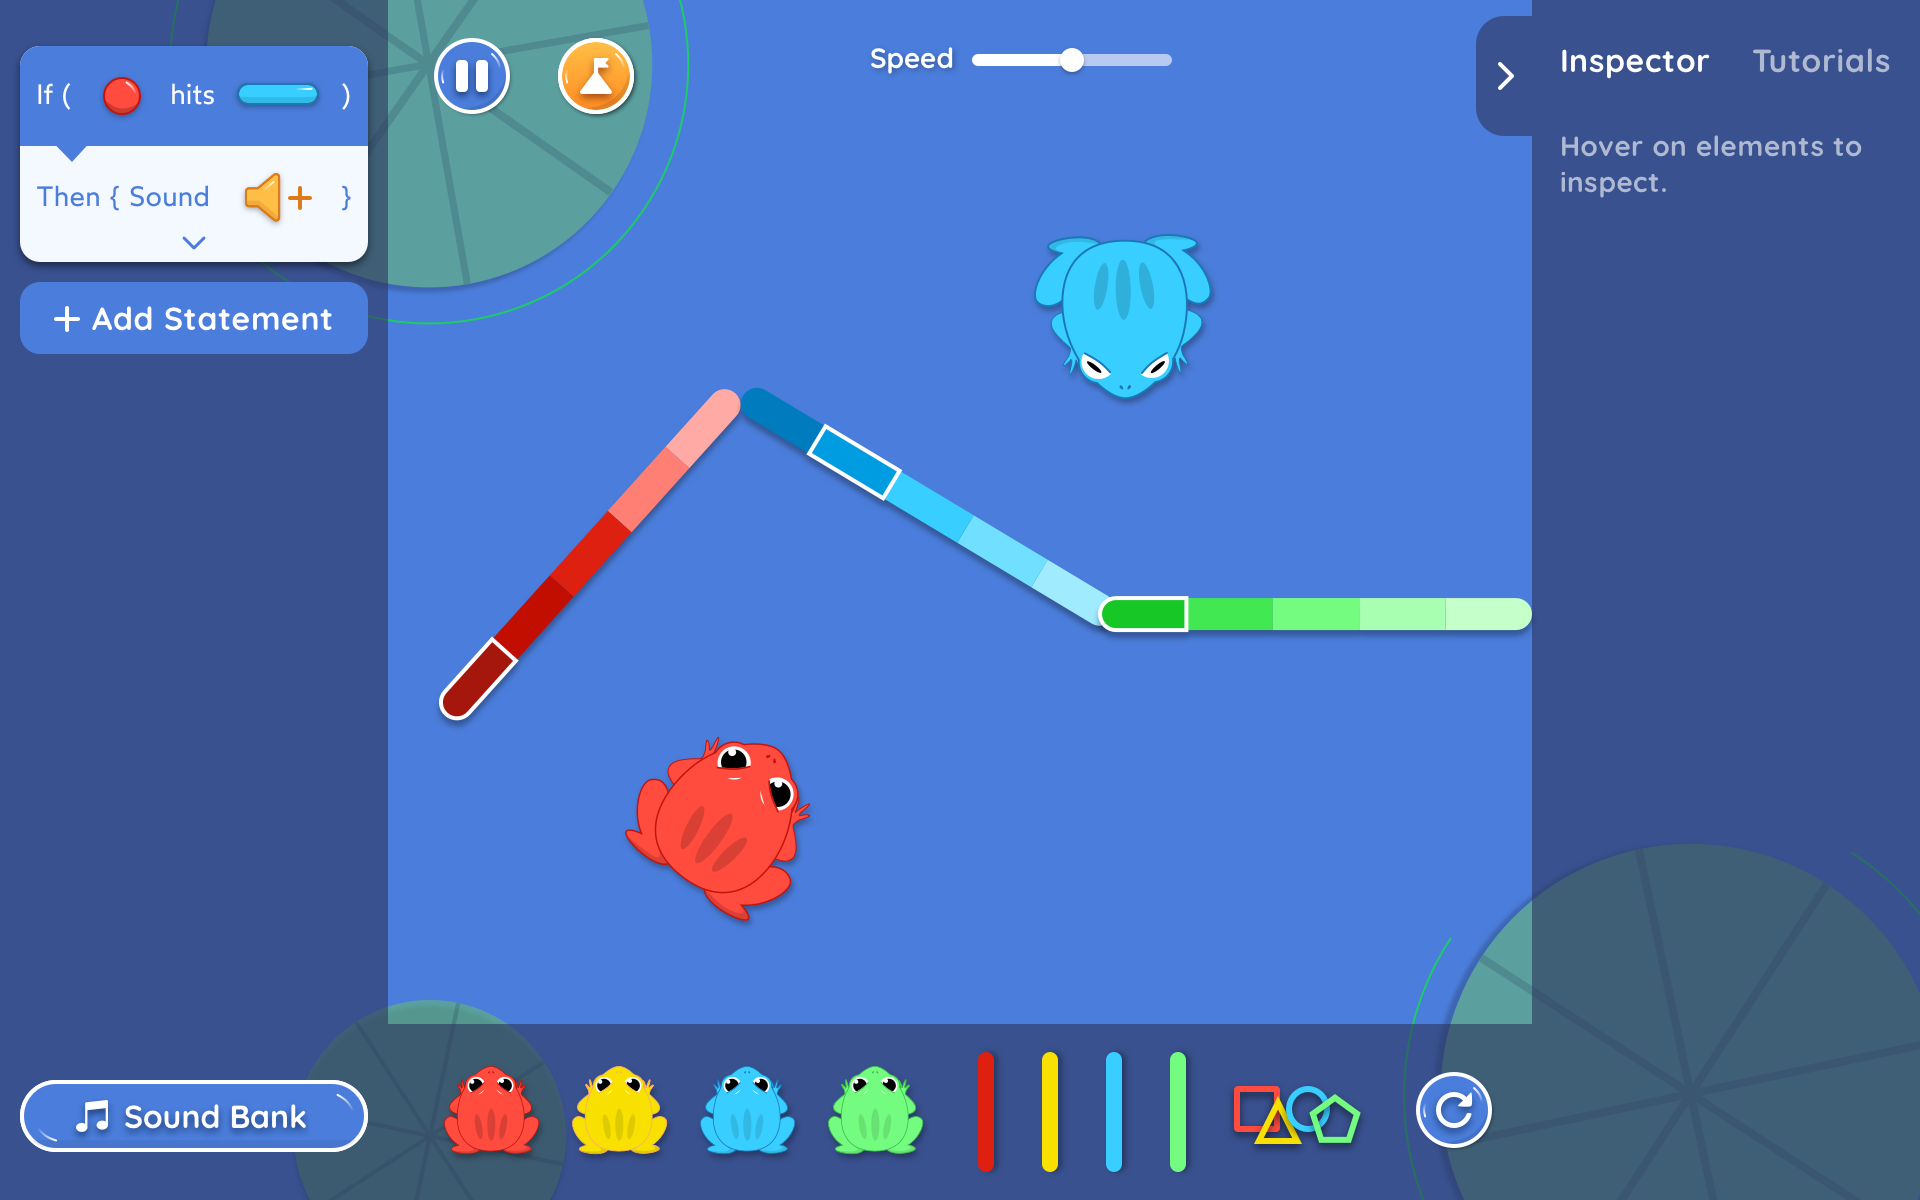 If ( hits )
Then { Sound + }
+ Add Statement
Speed
Inspector Tutorials
Hover on elements to
inspect.
Sound Bank